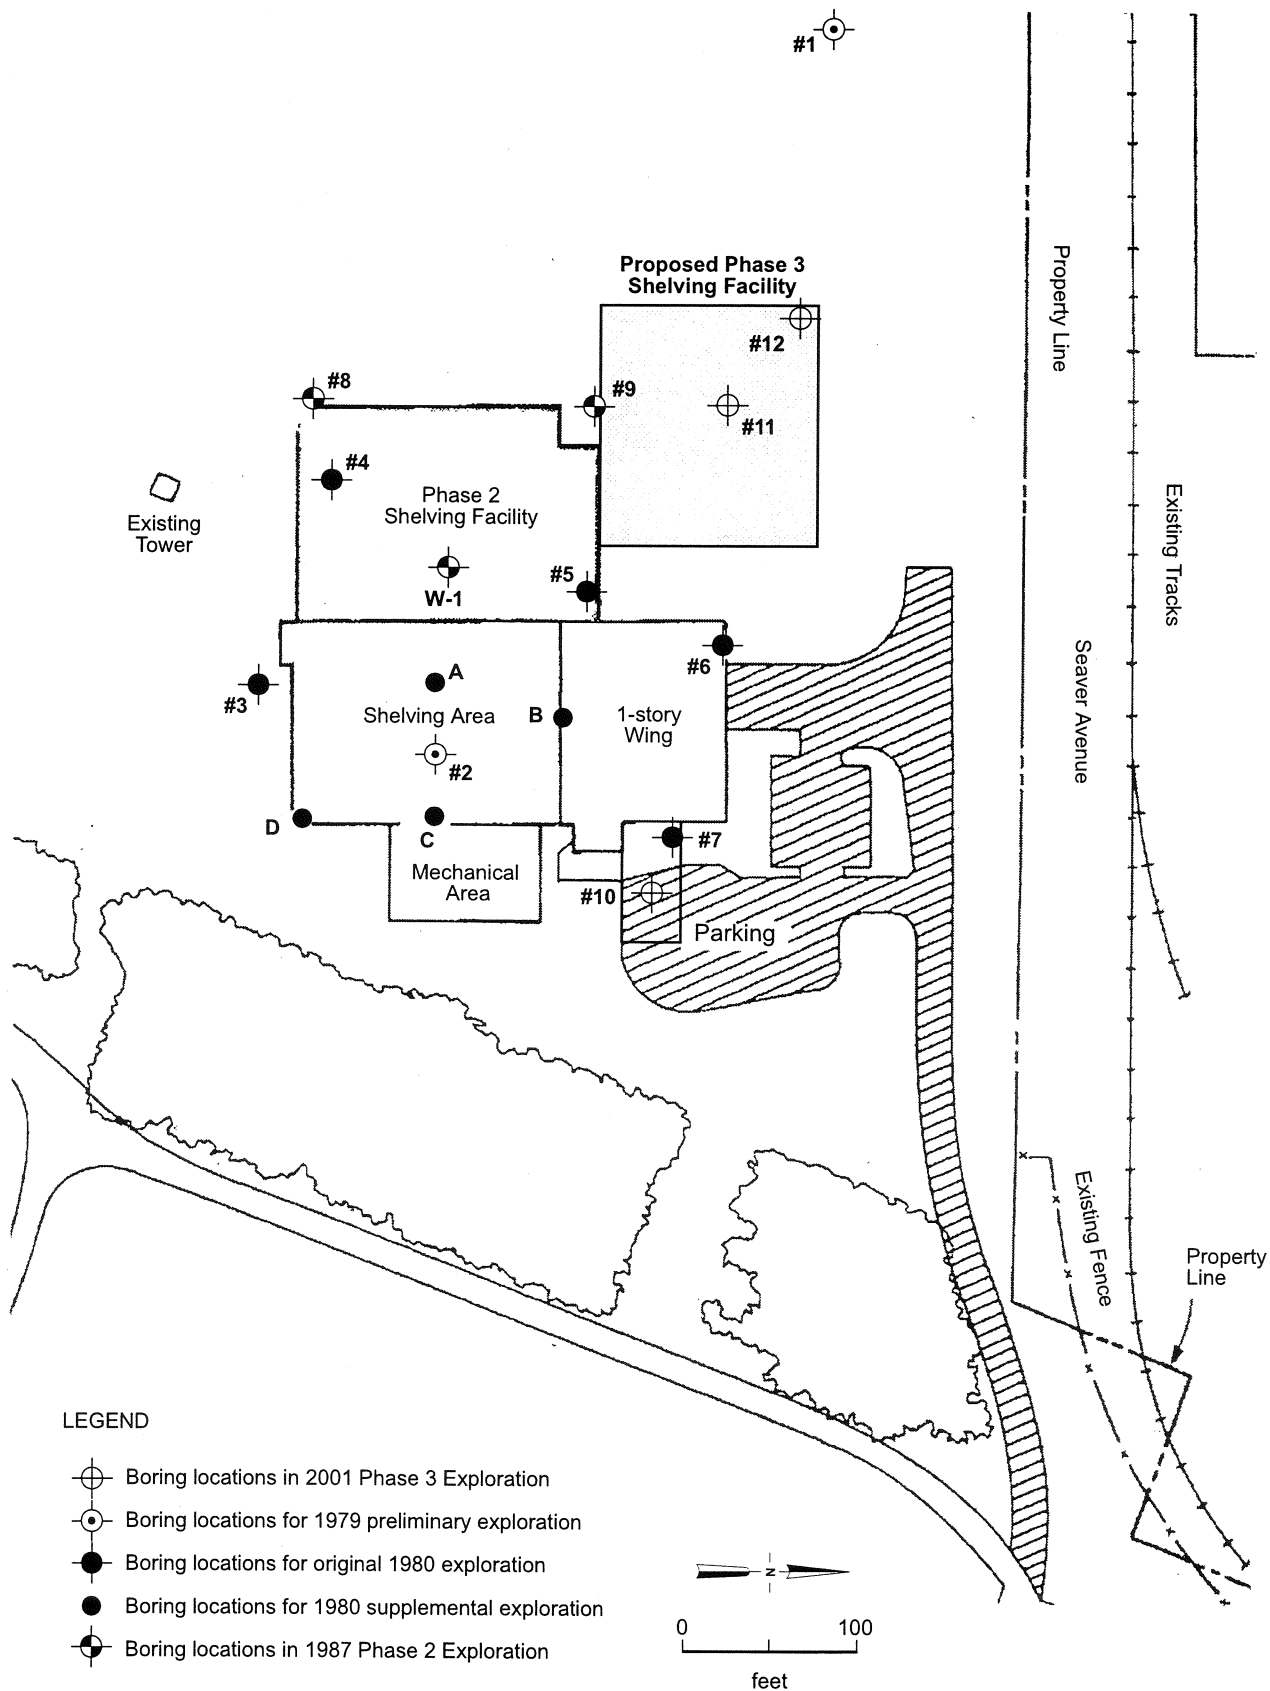 #1
Property Line
Proposed Phase 3
Shelving Facility
#12
#8
#9
#11
#4
Phase 2
Shelving Facility
Existing
Tower
Existing Tracks
#5
W-1
#6
Seaver Avenue
#3
A
Shelving Area
B
1-story
Wing
#2
D
C
#7
Mechanical
Area
#10
Parking
Existing Fence
Property
Line
LEGEND
Boring locations in 2001 Phase 3 Exploration
Boring locations for 1979 preliminary exploration
Boring locations for original 1980 exploration
Boring locations for 1980 supplemental exploration
Boring locations in 1987 Phase 2 Exploration
N
0 100
feet